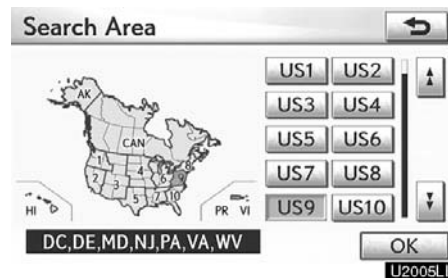 Search Area
US1 US2
AK
US3 US4
CAN
US5 US6
1 4 8
2 3 6
5 7 10
US7 US8
HI PR VI
US9 US10
DC,DE,MD,NJ,PA,VA,WV
OK
U2005L